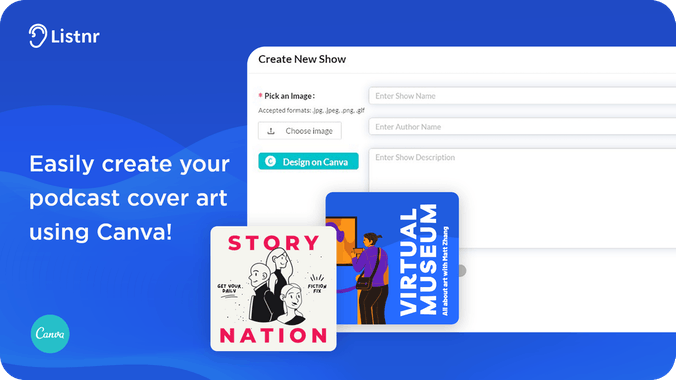 Listnr
Easily create your
podcast cover art
using Canva!
Canva
Create New Show
* Pick an Image :
Accepted formats: .jpg, .jpeg, .png, .gif
Choose image
C Design on Canva
Enter Show Name
Enter Author Name
Enter Show Description
STORY
GET YOUR
DAILY
FICTION
FIX
NATION
VIRTUAL
MUSEUM
All about art with Matt Zhang